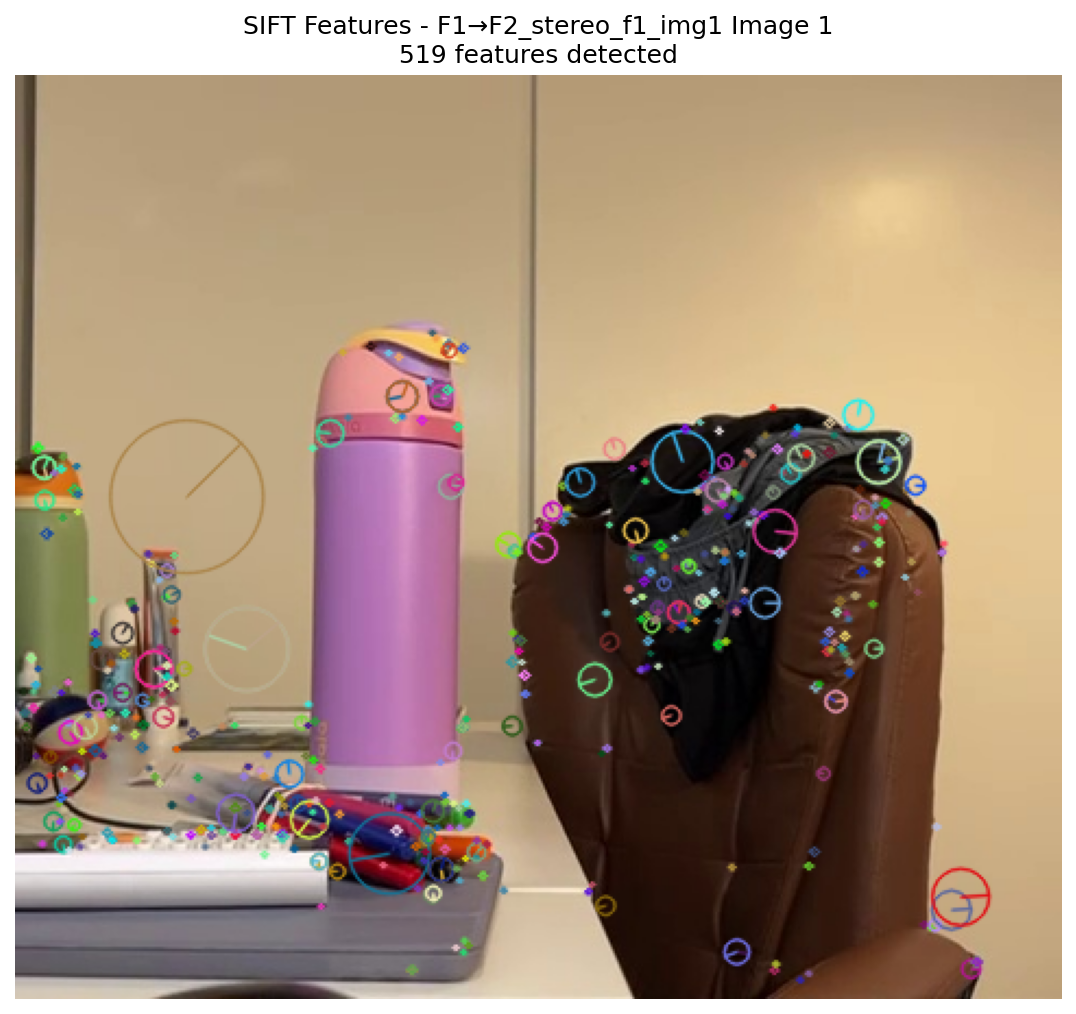 SIFT Features - F1→F2_stereo_f1_img1 Image 1
519 features detected